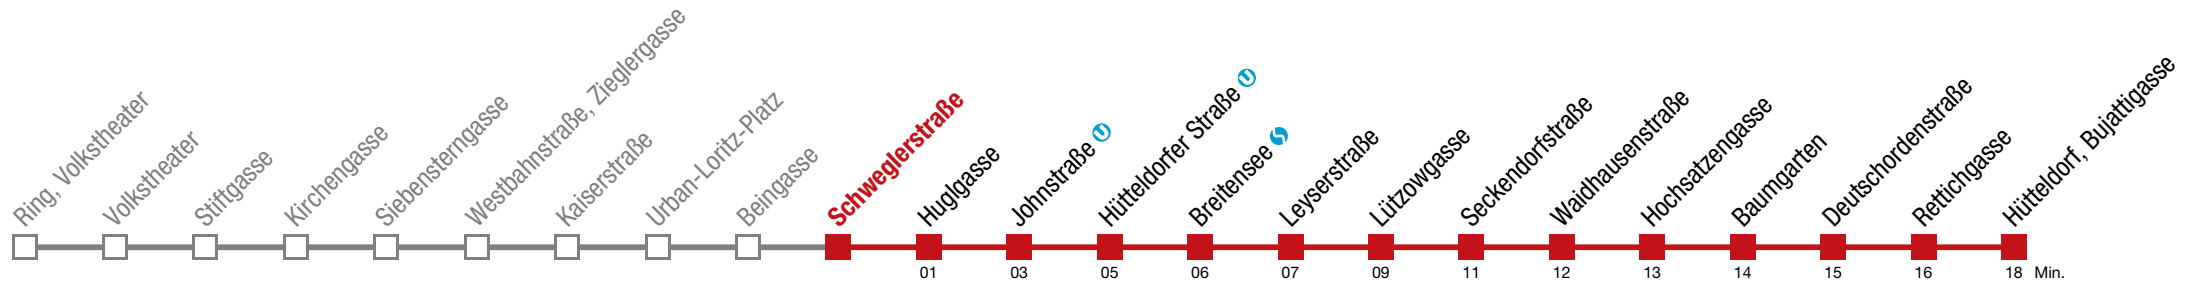 Ring, Volkstheater
Volkstheater
Stiftgasse
Kirchengasse
Siebensterngasse
Westbahnstraße, Zieglergasse
Kaiserstraße
Urban-Loritz-Platz
Beingasse
Schweglerstraße
Huglgasse
Johnstraße U
Hütteldorfer Straße U
Breitensee S
Leyserstraße
Lützowgasse
Seckendorfstraße
Waidhausenstraße
Hochsatzengasse
Baumgarten
Deutschordenstraße
Rettichgasse
Hütteldorf, Bujattigasse
01 03 05 06 07 09 11 12 13 14 15 16 18 Min.